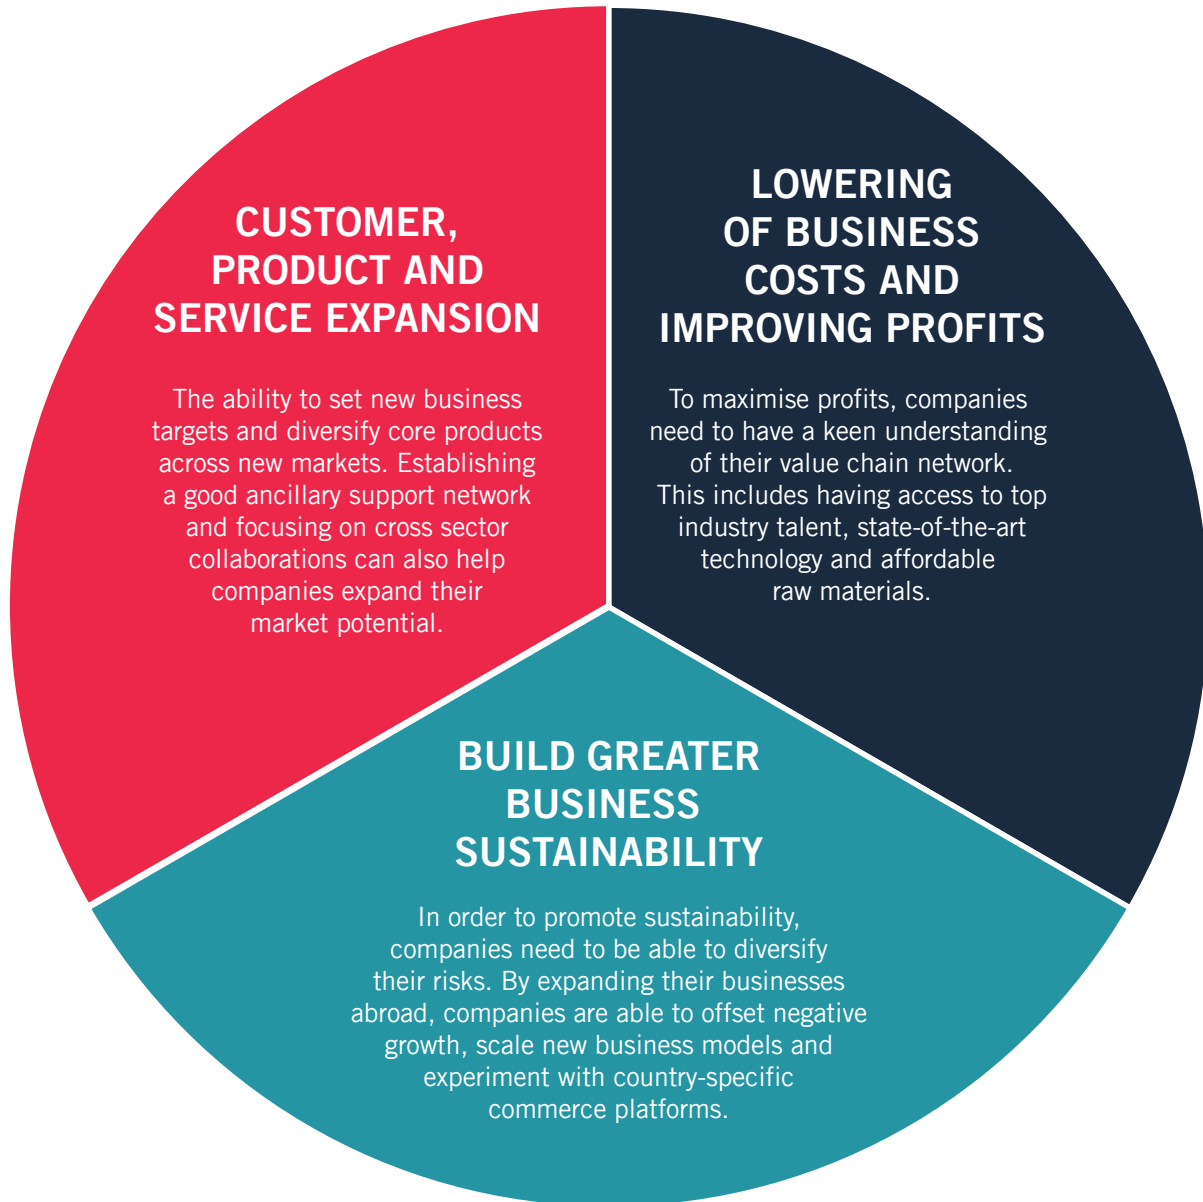 CUSTOMER,
PRODUCT AND
SERVICE EXPANSION
The ability to set new business
targets and diversify core products
across new markets. Establishing
a good ancillary support network
and focusing on cross sector
collaborations can also help
companies expand their
market potential.
LOWERING
OF BUSINESS
COSTS AND
IMPROVING PROFITS
To maximise profits, companies
need to have a keen understanding
of their value chain network.
This includes having access to top
industry talent, state-of-the-art
technology and affordable
raw materials.
BUILD GREATER
BUSINESS
SUSTAINABILITY
In order to promote sustainability,
companies need to be able to diversify
their risks. By expanding their businesses
abroad, companies are able to offset negative
growth, scale new business models and
experiment with country-specific
commerce platforms.